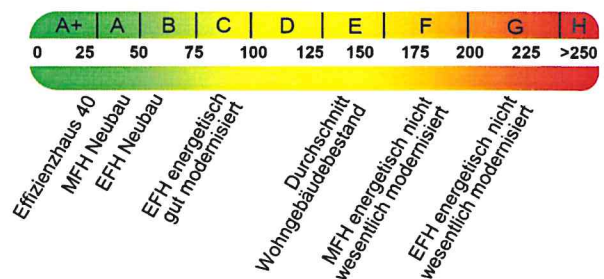 A+ A B C D E F G H
0 25 50 75 100 125 150 175 200 225 >250
Effizienzhaus 40
MFH Neubau
EFH Neubau
EFH energetisch
gut modernisiert
Durchschnitt
Wohngebäudebestand
MFH energetisch nicht
wesentlich modernisiert
EFH energetisch nicht
wesentlich modernisiert